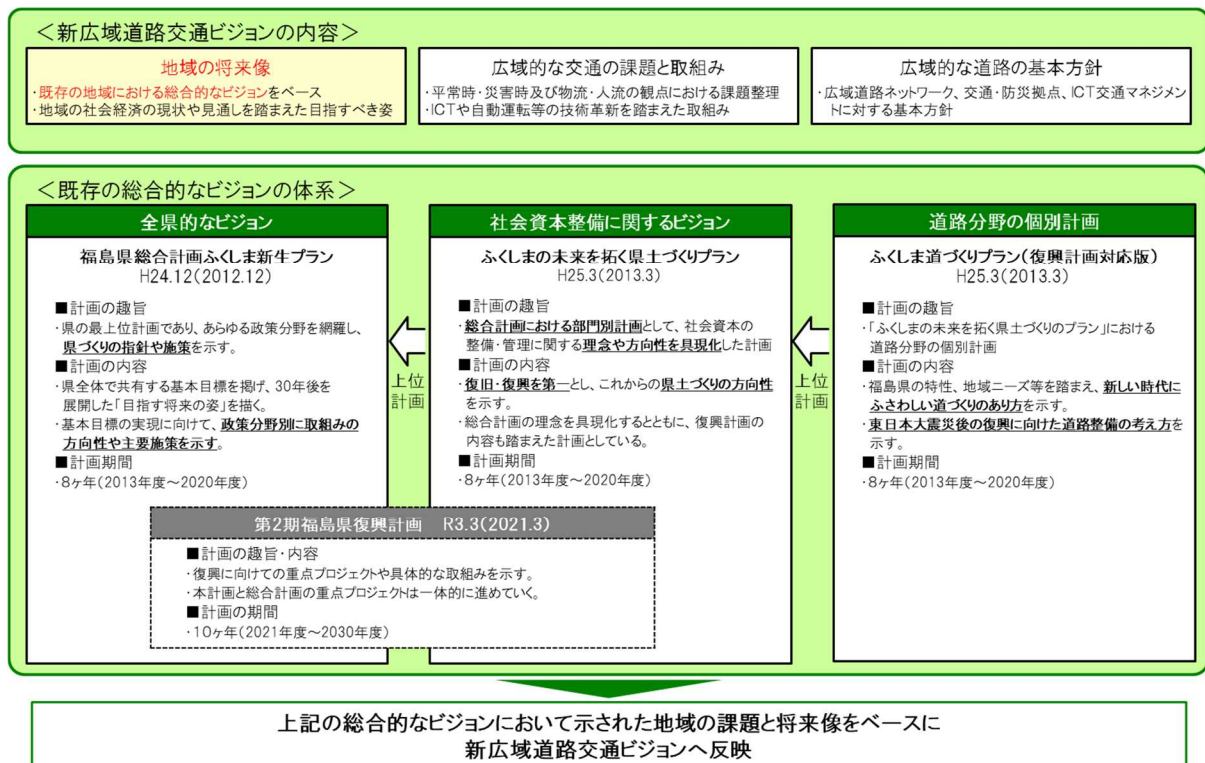 ＜新広域道路交通ビジョンの内容＞
地域の将来像
・既存の地域における総合的なビジョンをベース
・地域の社会経済の現状や見通しを踏まえた目指すべき姿
広域的な交通の課題と取組み
・平常時・災害時及び物流・人流の観点における課題整理
・ICTや自動運転等の技術革新を踏まえた取組み
広域的な道路の基本方針
・広域道路ネットワーク、交通・防災拠点、ICT交通マネジメン
トに対する基本方針
＜既存の総合的なビジョンの体系＞
全県的なビジョン
福島県総合計画ふくしま新生プラン
H24.12(2012.12)
■計画の趣旨
・県の最上位計画であり、あらゆる政策分野を網羅し、
県づくりの指針や施策を示す。
■計画の内容
・県全体で共有する基本目標を掲げ、30年後を
展開した「目指す将来の姿」を描く。
・基本目標の実現に向けて、政策分野別に取組みの
方向性や主要施策を示す。
■計画期間
・8ヶ年(2013年度～2020年度)
上位
計画
社会資本整備に関するビジョン
ふくしまの未来を拓く県土づくりプラン
H25.3(2013.3)
■計画の趣旨
・総合計画における部門別計画として、社会資本の
整備・管理に関する理念や方向性を具現化した計画
■計画の内容
・復旧・復興を第一とし、これからの県土づくりの方向性
を示す。
・総合計画の理念を具現化するとともに、復興計画の
内容も踏まえた計画としている。
■計画期間
・8ヶ年(2013年度～2020年度)
上位
計画
道路分野の個別計画
ふくしま道づくりプラン(復興計画対応版)
H25.3(2013.3)
■計画の趣旨
・「ふくしまの未来を拓く県土づくりのプラン」における
道路分野の個別計画
■計画の内容
・福島県の特性、地域ニーズ等を踏まえ、新しい時代に
ふさわしい道づくりのあり方を示す。
・東日本大震災後の復興に向けた道路整備の考え方を
示す。
■計画期間
・8ヶ年(2013年度～2020年度)
第2期福島県復興計画 R3.3(2021.3)
■計画の趣旨・内容
・復興に向けての重点プロジェクトや具体的な取組みを示す。
・本計画と総合計画の重点プロジェクトは一体的に進めていく。
■計画の期間
・10ヶ年(2021年度～2030年度)
上記の総合的なビジョンにおいて示された地域の課題と将来像をベースに
新広域道路交通ビジョンへ反映